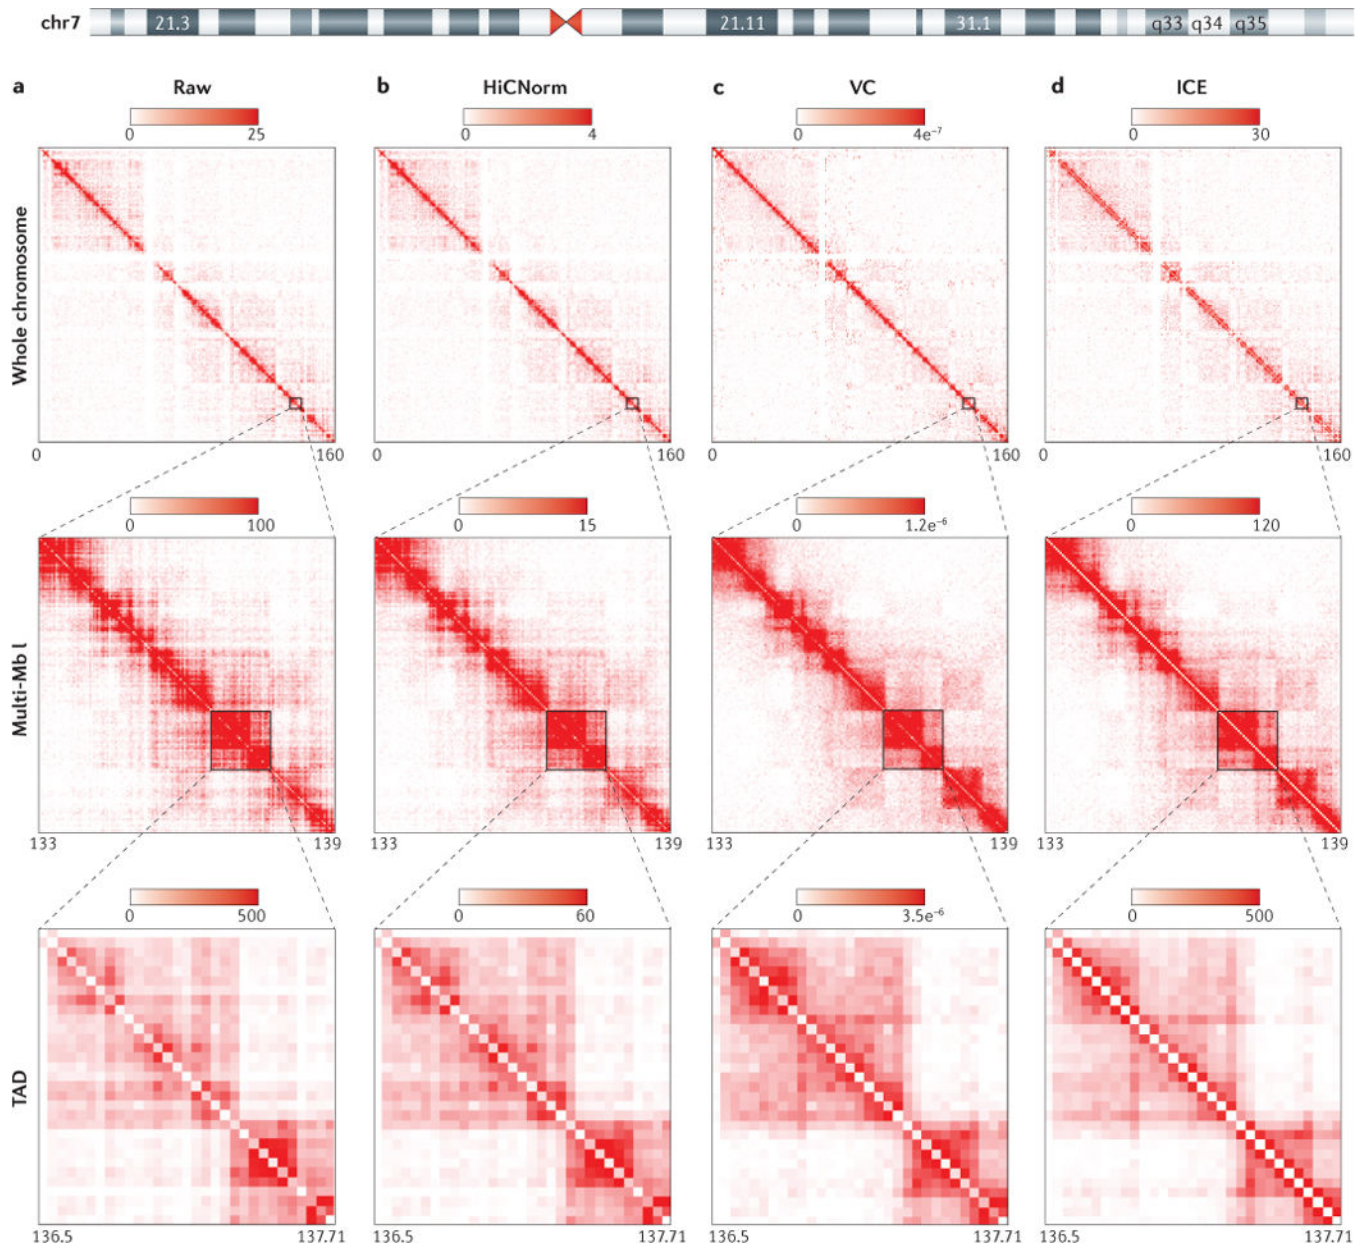 chr7 21.3 21.11 31.1 q33 q34 q35
a Raw b HiCNorm c VC d ICE
0 25 0 4 0 4e⁻⁷ 0 30
Whole chromosome
0 160 0 160 0 160 0 160
0 100 0 15 0 1.2e⁻⁶ 0 120
Multi-Mb l
133 139 133 139 133 139 133 139
0 500 0 60 0 3.5e⁻⁶ 0 500
TAD
136.5 137.71 136.5 137.71 136.5 137.71 136.5 137.71